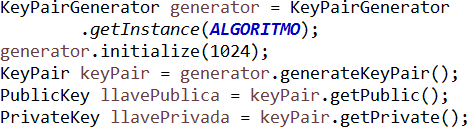 KeyPairGenerator generator = KeyPairGenerator
.getInstance(ALGORITMO);
generator.initialize(1024);
KeyPair keyPair = generator.generateKeyPair();
PublicKey llavePublica = keyPair.getPublic();
PrivateKey llavePrivada = keyPair.getPrivate();